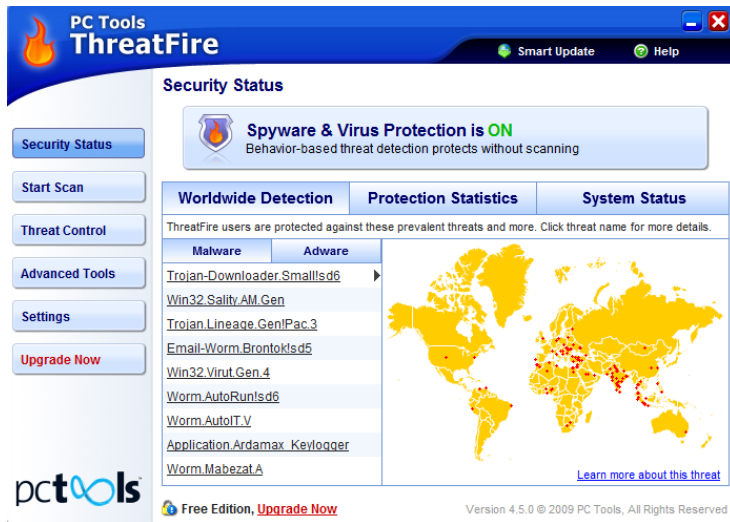 PC Tools
ThreatFire
Smart Update
Help
Security Status
Spyware & Virus Protection is ON
Behavior-based threat detection protects without scanning
Security Status
Start Scan
Threat Control
Advanced Tools
Settings
Upgrade Now
Worldwide Detection
Protection Statistics
System Status
ThreatFire users are protected against these prevalent threats and more. Click threat name for more details.
Malware
Adware
Trojan-Downloader.Small!sd6
Win32.Sality.AM.Gen
Trojan.Lineage.Gen!Pac.3
Email-Worm.Brontok!sd5
Win32.Virut.Gen.4
Worm.AutoRun!sd6
Worm.AutoIT.V
Application.Ardamax_Keylogger
Worm.Mabezat.A
Learn more about this threat
pctools
Free Edition, Upgrade Now
Version 4.5.0 © 2009 PC Tools, All Rights Reserved